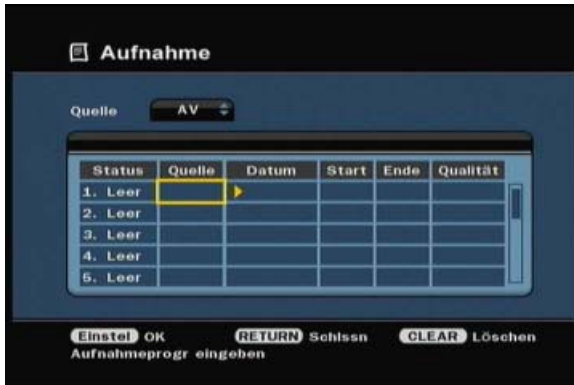 Aufnahme
Quelle AV
Status Quelle Datum Start Ende Qualität
1. Leer
2. Leer
3. Leer
4. Leer
5. Leer
Einstel OK RETURN Schlssn CLEAR Löschen
Aufnahmeprogr eingeben